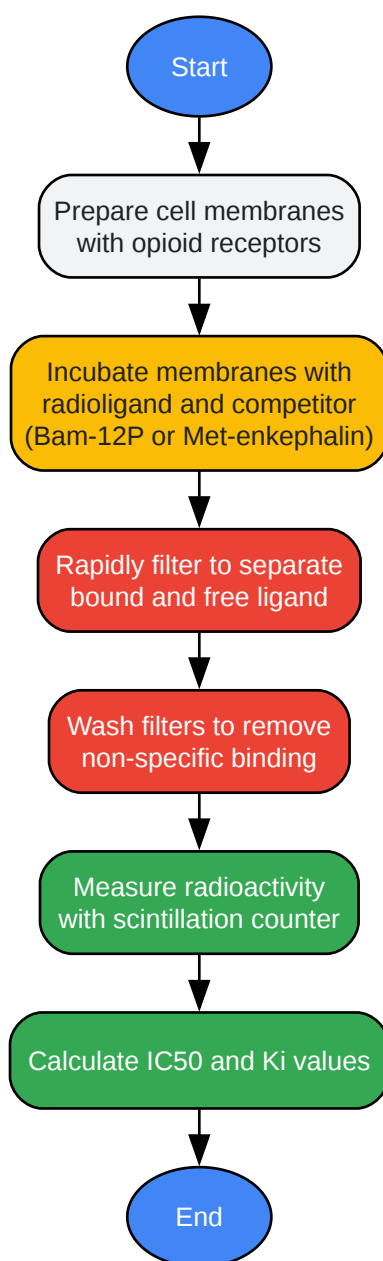 Start
Prepare cell membranes
with opioid receptors
Incubate membranes with
radioligand and competitor
(Bam-12P or Met-enkephalin)
Rapidly filter to separate
bound and free ligand
Wash filters to remove
non-specific binding
Measure radioactivity
with scintillation counter
Calculate IC50 and Ki values
End